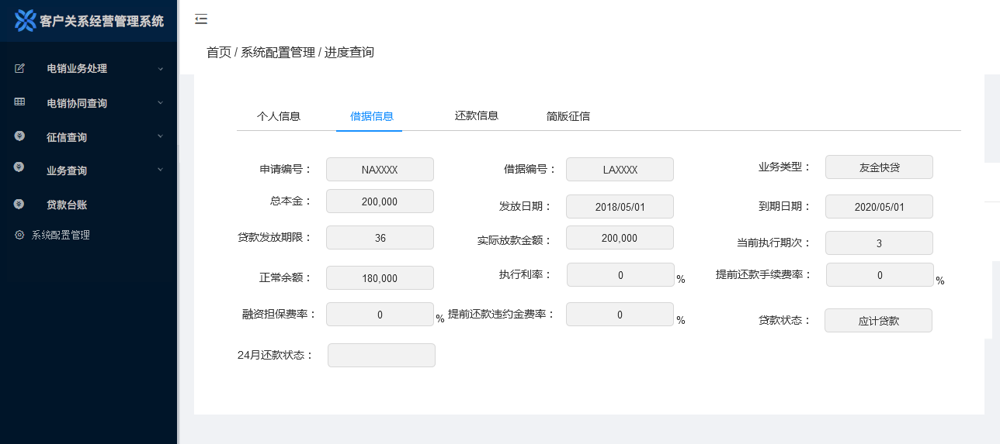 客户关系经营管理系统
电销业务处理
电销协同查询
征信查询
业务查询
贷款台账
系统配置管理
首页 / 系统配置管理 / 进度查询
个人信息 借据信息 还款信息 简版征信
申请编号： NAXXXX 借据编号： LAXXXX 业务类型： 友金快贷
总本金： 200,000 发放日期： 2018/05/01 到期日期： 2020/05/01
贷款发放期限： 36 实际放款金额： 200,000 当前执行期次： 3
正常余额： 180,000 执行利率： 0 % 提前还款手续费率： 0 %
融资担保费率： 0 % 提前还款违约金费率： 0 % 贷款状态： 应计贷款
24月还款状态：